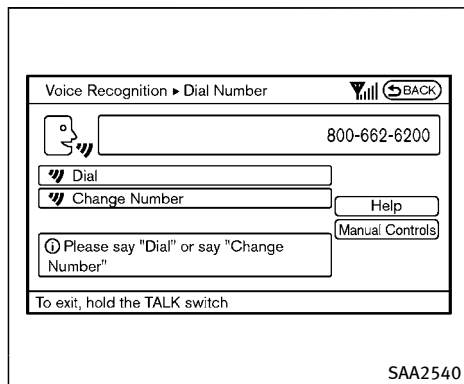 Voice Recognition ▸ Dial Number
BACK
800-662-6200
Dial
Change Number
Help
Manual Controls
Please say "Dial" or say "Change
Number"
To exit, hold the TALK switch
SAA2540